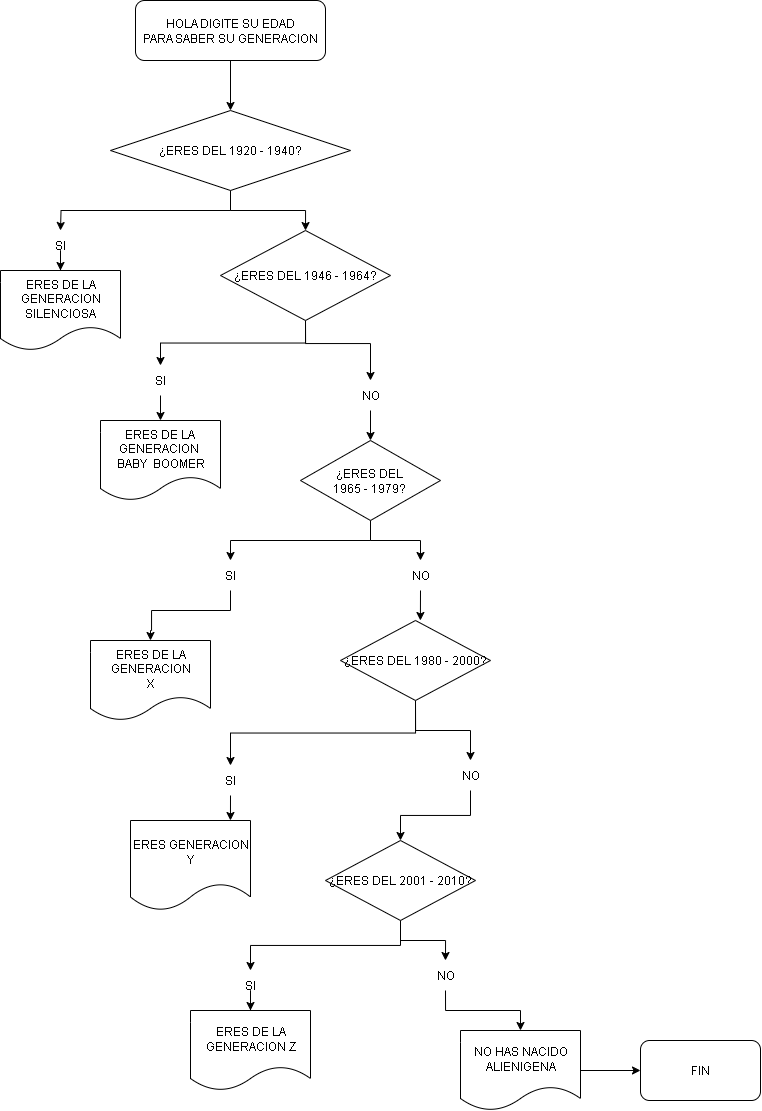 HOLA DIGITE SU EDAD
PARA SABER SU GENERACION
¿ERES DEL 1920 - 1940?
SI
¿ERES DEL 1946 - 1964?
ERES DE LA
GENERACION
SILENCIOSA
SI
NO
ERES DE LA
GENERACION
BABY BOOMER
¿ERES DEL
1965 - 1979?
SI
NO
ERES DE LA
GENERACION
X
¿ERES DEL 1980 - 2000?
SI
NO
ERES GENERACION
Y
¿ERES DEL 2001 - 2010?
SI
NO
ERES DE LA
GENERACION Z
NO HAS NACIDO
ALIENIGENA
FIN